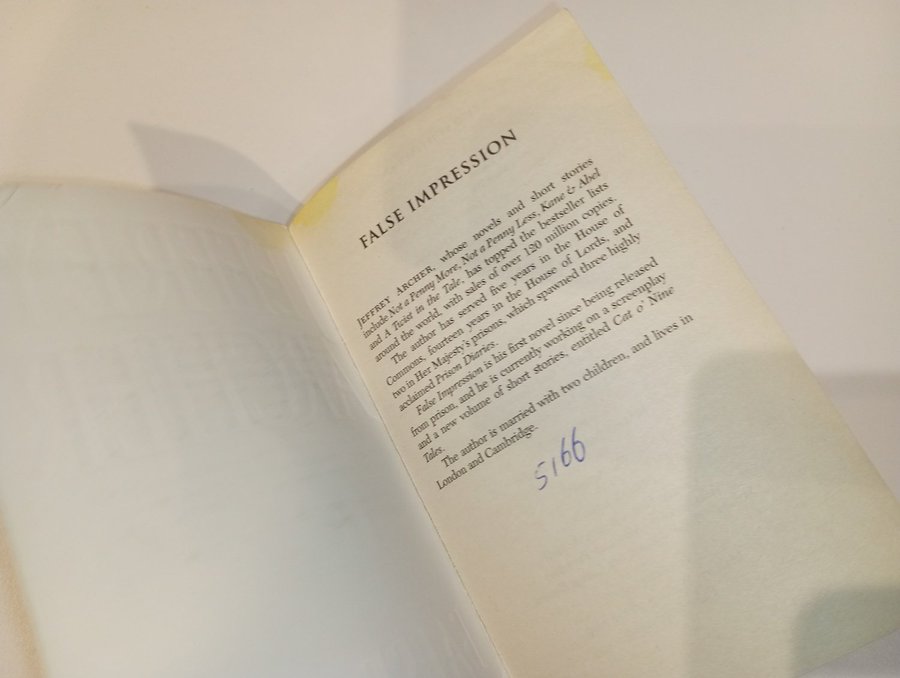 FALSE IMPRESSION
JEFFREY ARCHER, whose novels and short stories
include Not a Penny More, Not a Penny Less, Kane & Abel
and A Twist in the Tale, has topped the bestseller lists
around the world, with sales of over 120 million copies.
The author has served five years in the House of
Commons, fourteen years in the House of Lords, and
two in Her Majesty's prisons, which spawned three highly
acclaimed Prison Diaries.
False Impression is his first novel since being released
from prison, and he is currently working on a screenplay
and a new volume of short stories, entitled Cat o' Nine
Tales.
The author is married with two children, and lives in
London and Cambridge.
5166